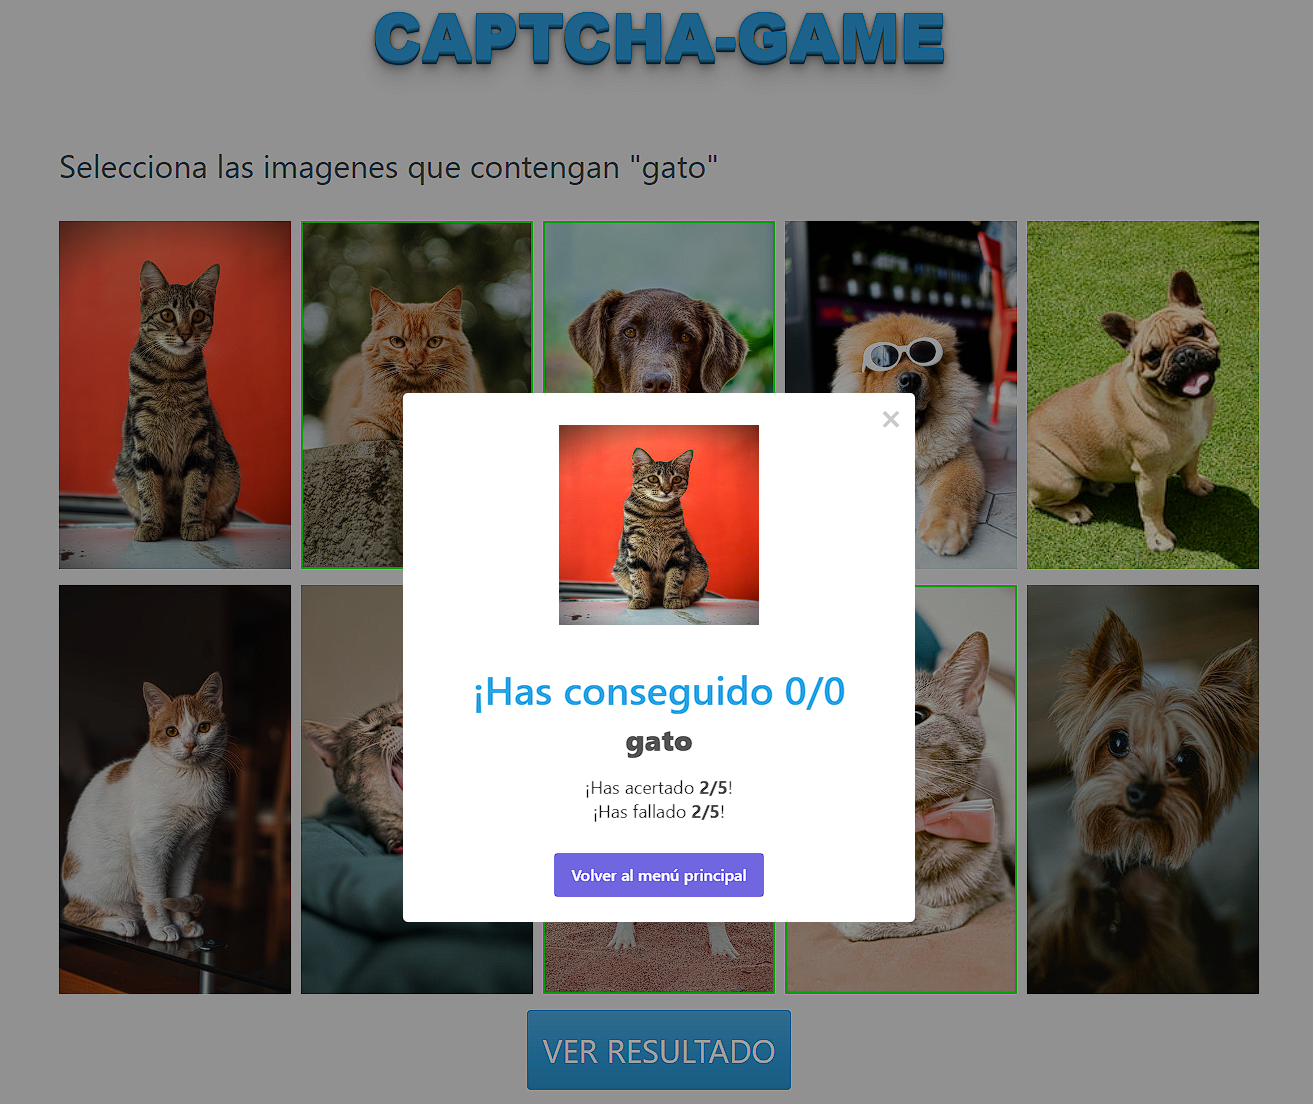 CAPTCHA-GAME
Selecciona las imagenes que contengan "gato"
¡Has conseguido 0/0
gato
¡Has acertado 2/5!
¡Has fallado 2/5!
Volver al menú principal
VER RESULTADO